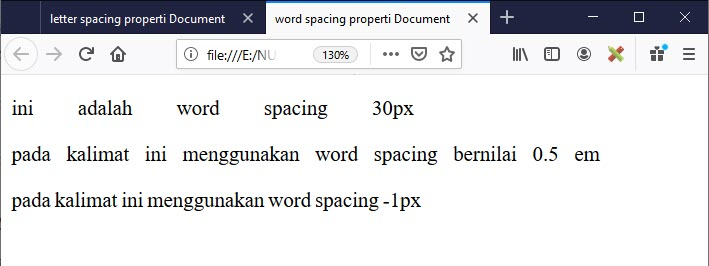 letter spacing properti Document
word spacing properti Document
file:///E:/NU
130%
ini adalah word spacing 30px
pada kalimat ini menggunakan word spacing bernilai 0.5 em
pada kalimat ini menggunakan word spacing -1px